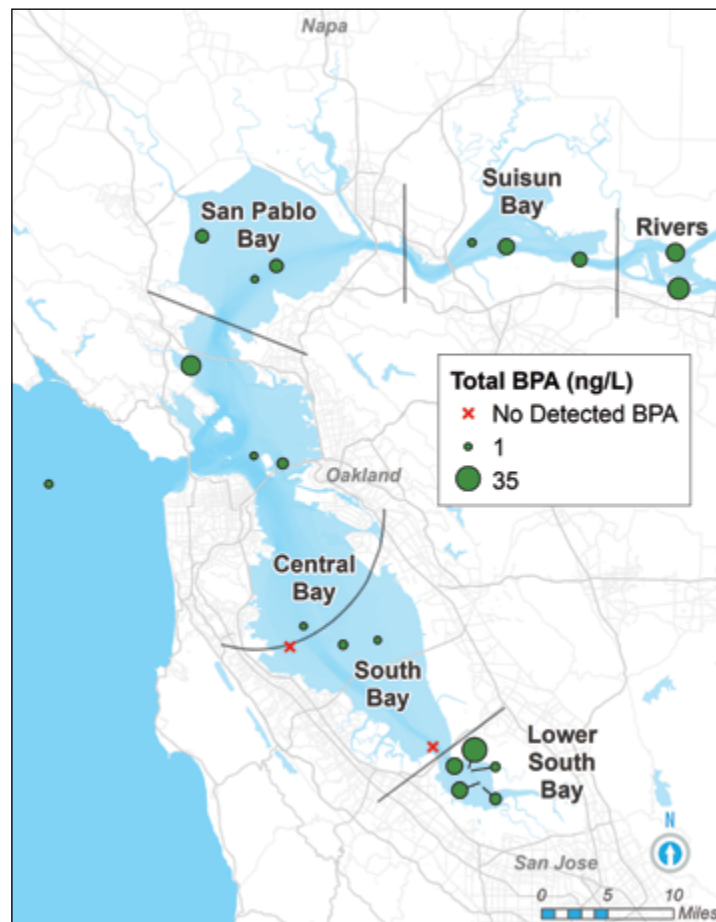 Napa
Suisun
Bay
San Pablo
Bay
Rivers
Total BPA (ng/L)
No Detected BPA
1
35
Oakland
Central
Bay
South
Bay
Lower
South
Bay
N
San Jose
0 5 10
Miles